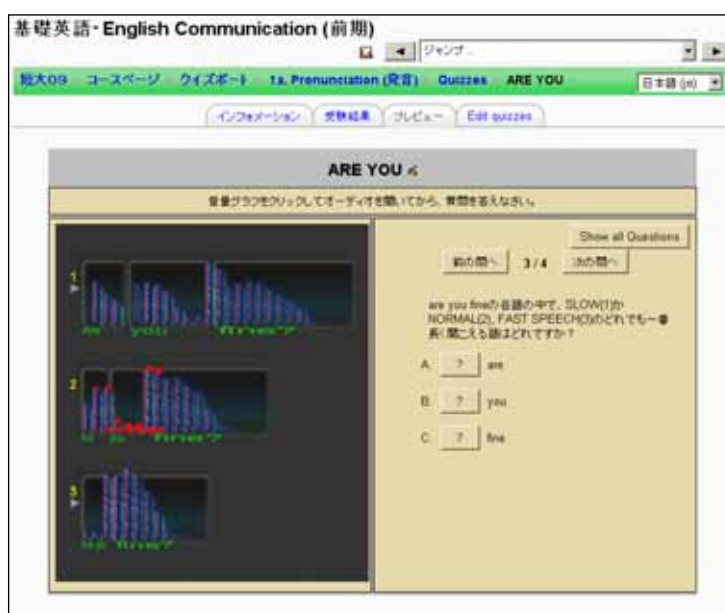 基礎英語・English Communication (前期)
ジャンプ...
短大09 コースページ クイズボート 1a. Pronunciation (発音) Quizzes ARE YOU 日本語 (ja)
インフォメーション 受験結果 プレビュー Edit quizzes
ARE YOU
音量グラフをクリックしてオーディオを聞いてから、質問を答えなさい。
Show all Questions
前の問へ 3 / 4 次の問へ
are you fineの各語の中で、SLOW(1)か
NORMAL(2), FAST SPEECH(3)のどれでも一番
長く聞こえる語はどれですか?
A. ? are
B. ? you
C. ? fine
1
you fine?
2
fine?
3
fine?